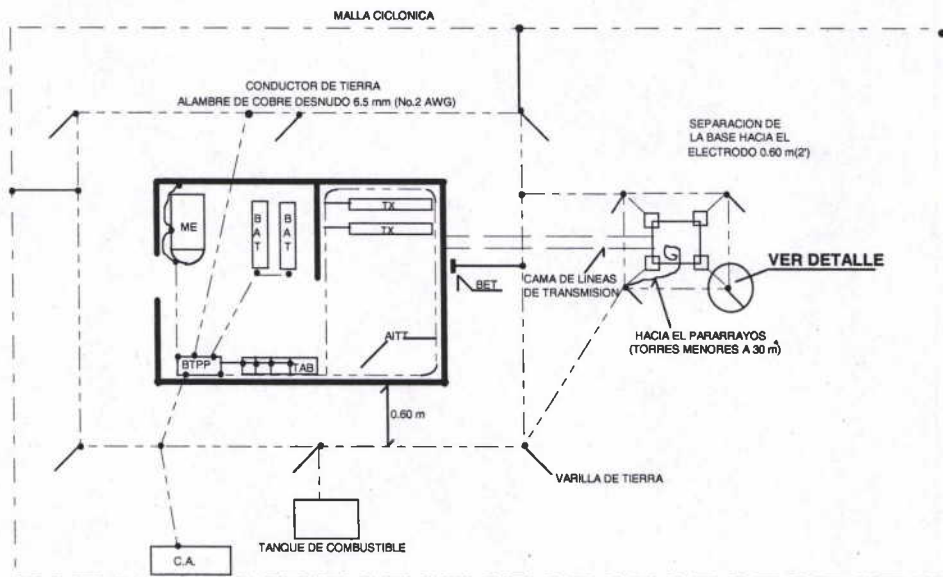 MALLA CICLONICA
CONDUCTOR DE TIERRA
ALAMBRE DE COBRE DESNUDO 6.5 mm (No.2 AWG)
SEPARACION DE
LA BASE HACIA EL
ELECTRODO 0.60 m(2')
ME
BAT
BAT
TX
TX
VER DETALLE
BET
CAMA DE LINEAS
DE TRANSMISION
HACIA EL PARARRAYOS
(TORRES MENORES A 30 m)
AITT
BTPP
TAB
0.60 m
VARILLA DE TIERRA
TANQUE DE COMBUSTIBLE
C.A.